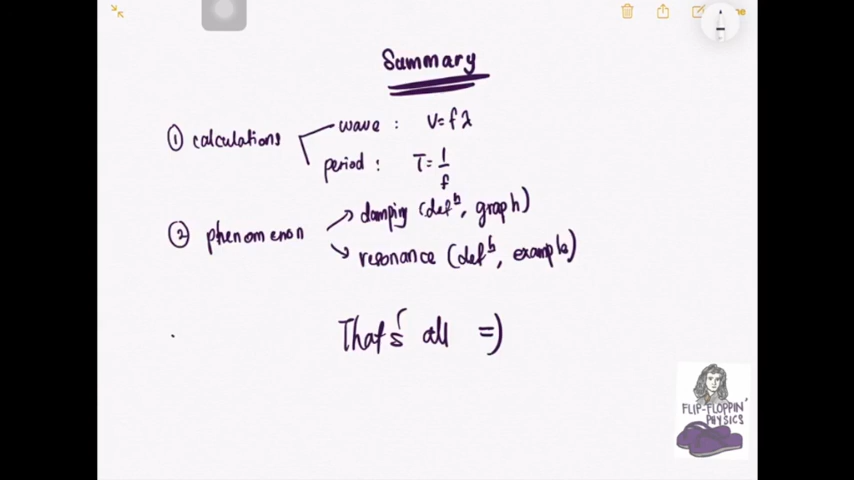 Summary
① calculations
wave : v=fλ
period : T=1/f
② phenomenon
damping (defⁿ, graph)
resonance (defⁿ, example)
That's all =)
FLIP-FLOPPIN'
PHYSICS